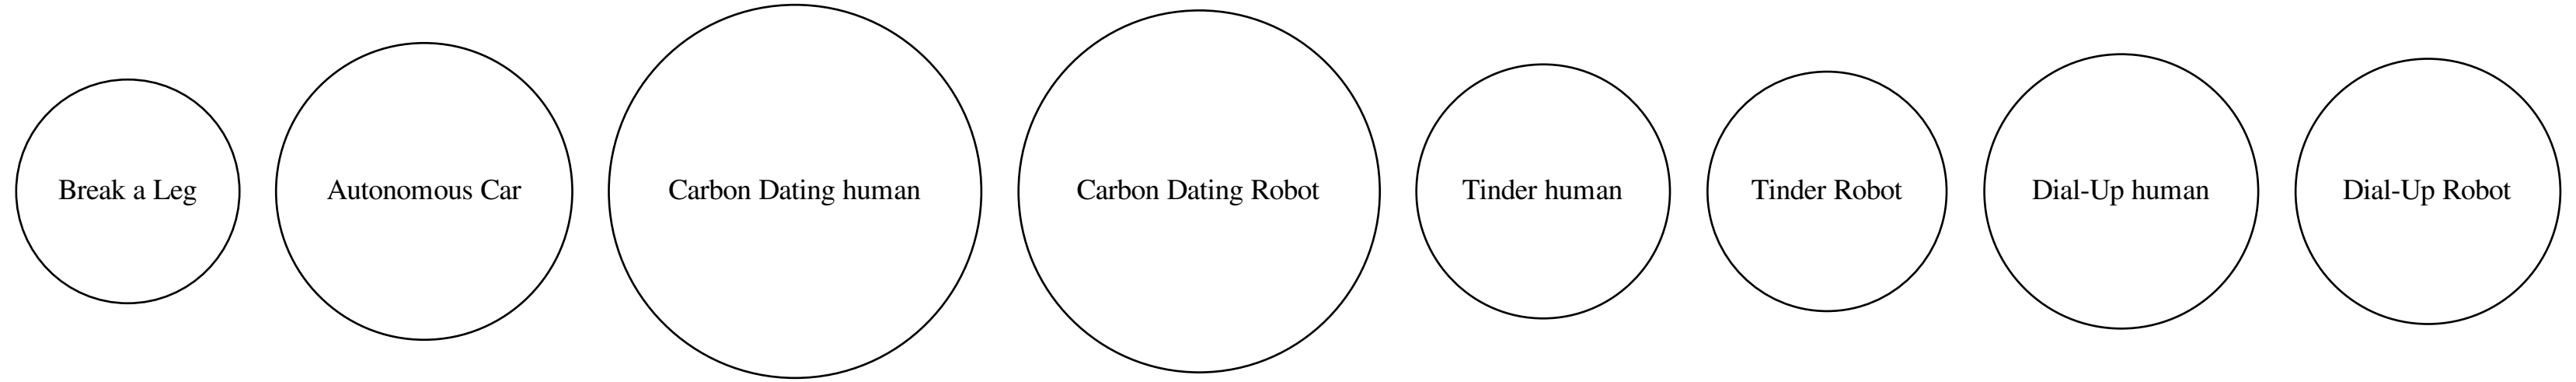 Break a Leg
Autonomous Car
Carbon Dating human
Carbon Dating Robot
Tinder human
Tinder Robot
Dial-Up human
Dial-Up Robot